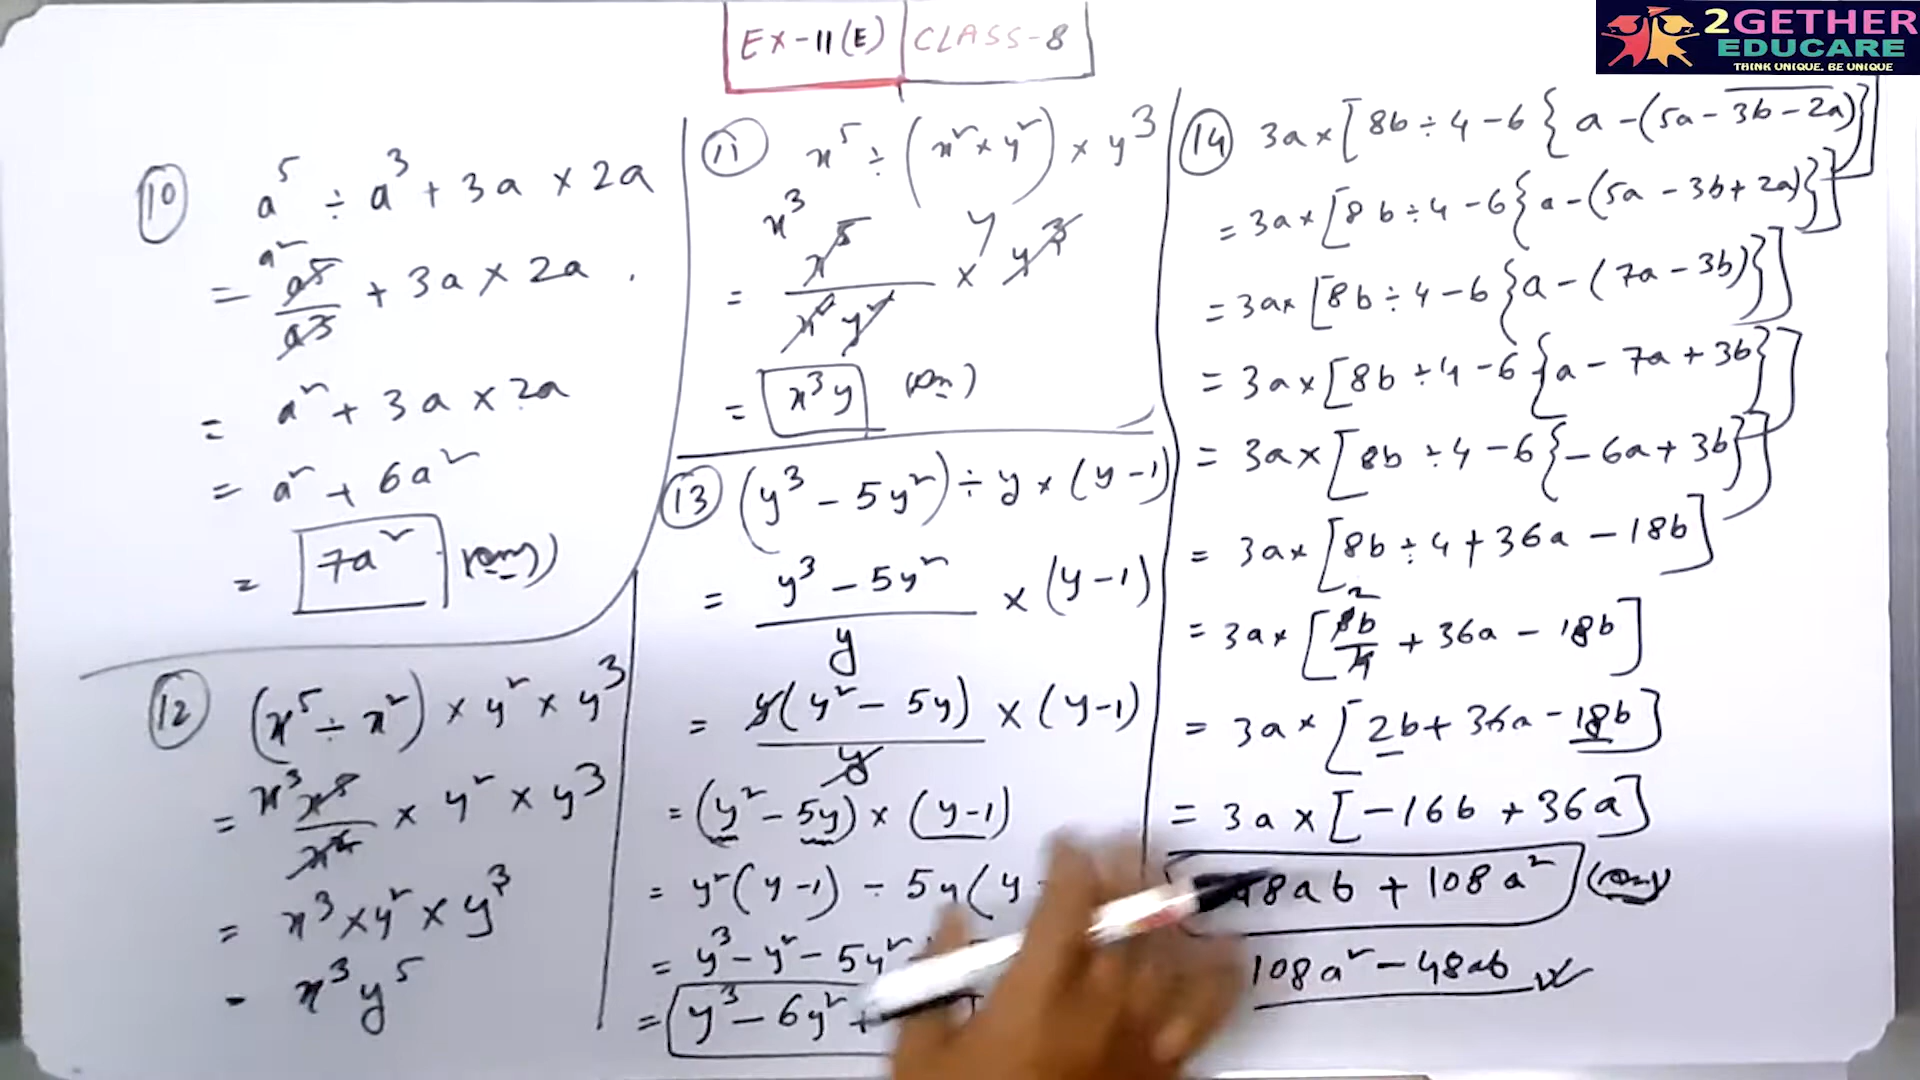 EX-11(E) CLASS-8
2GETHER
EDUCARE
THINK UNIQUE. BE UNIQUE
(10) a⁵ ÷ a³ + 3a × 2a
= a² a⁵/a³ + 3a × 2a
= a² + 3a × 2a
= a² + 6a²
= 7a² (Ans)
(11) x⁵ ÷ (x² × y²) × y³
= x³ x⁵/x²y² × y y³
= x³y (Ans)
(12) (x⁵ ÷ x²) × y² × y³
= x³ x⁵/x² × y² × y³
= x³ × y² × y³
- x³y⁵
(13) (y³ - 5y²) ÷ y × (y-1)
= y³ - 5y²/y × (y-1)
= y(y² - 5y)/y × (y-1)
= (y² - 5y) × (y-1)
= y²(y-1) - 5y(y
= y³ - y² - 5y²
= y³ - 6y² +
(14) 3a × [8b ÷ 4 - 6{a - (5a - 3b - 2a)}]
= 3a × [8b ÷ 4 - 6{a - (5a - 3b + 2a)}]
= 3a × [8b ÷ 4 - 6{a - (7a - 3b)}]
= 3a × [8b ÷ 4 - 6{a - 7a + 3b}]
= 3a × [8b ÷ 4 - 6{-6a + 3b}]
= 3a × [8b ÷ 4 + 36a - 18b]
= 3a × [2 8b/4 + 36a - 18b]
= 3a × [2b + 36a - 18b]
= 3a × [-16b + 36a]
48ab + 108a² (Ans)
108a² - 48ab